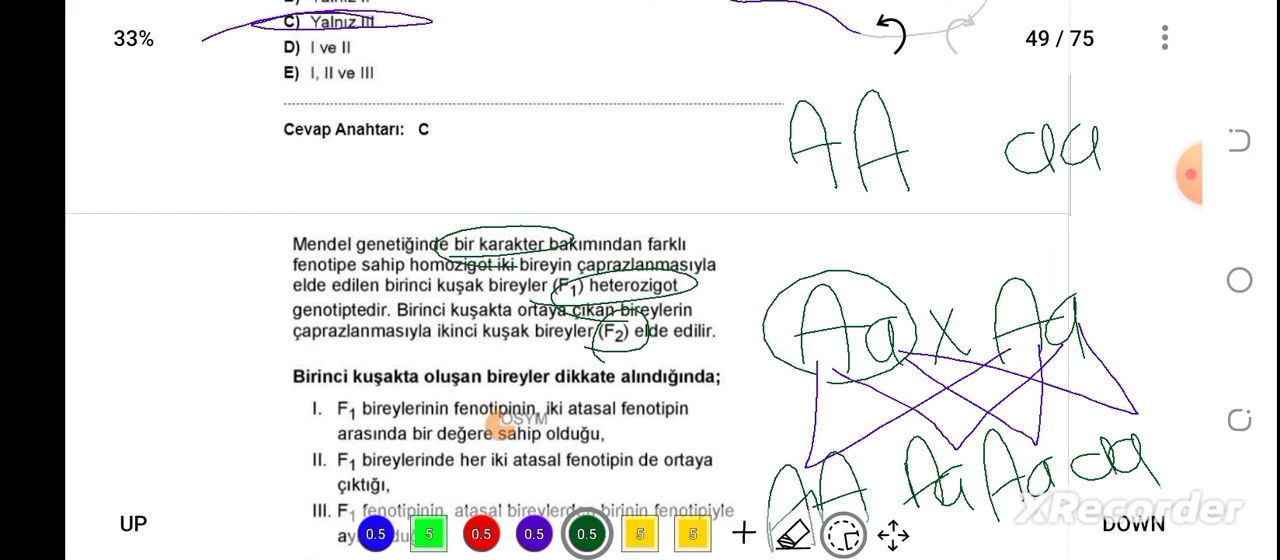 C) Yalnız III
33%
49 / 75
D) I ve II
E) I, II ve III
Cevap Anahtarı: C
AA aa
Mendel genetiğinde bir karakter bakımından farklı
fenotipe sahip homozigot iki bireyin çaprazlanmasıyla
elde edilen birinci kuşak bireyler (F1) heterozigot
genotiptedir. Birinci kuşakta ortaya çıkan bireylerin
çaprazlanmasıyla ikinci kuşak bireyler (F2) elde edilir.
Aa x Aa
Birinci kuşakta oluşan bireyler dikkate alındığında;
I. F1 bireylerinin fenotipinin, iki atasal fenotipin
ÖSYM
arasında bir değere sahip olduğu,
II. F1 bireylerinde her iki atasal fenotipin de ortaya
çıktığı,
AA Aa Aa aa
III. F1 fenotipinin, atasal bireylerden birinin fenotipiyle
XRecorder
UP
0.5 5 0.5 0.5 0.5 5 5
DOWN